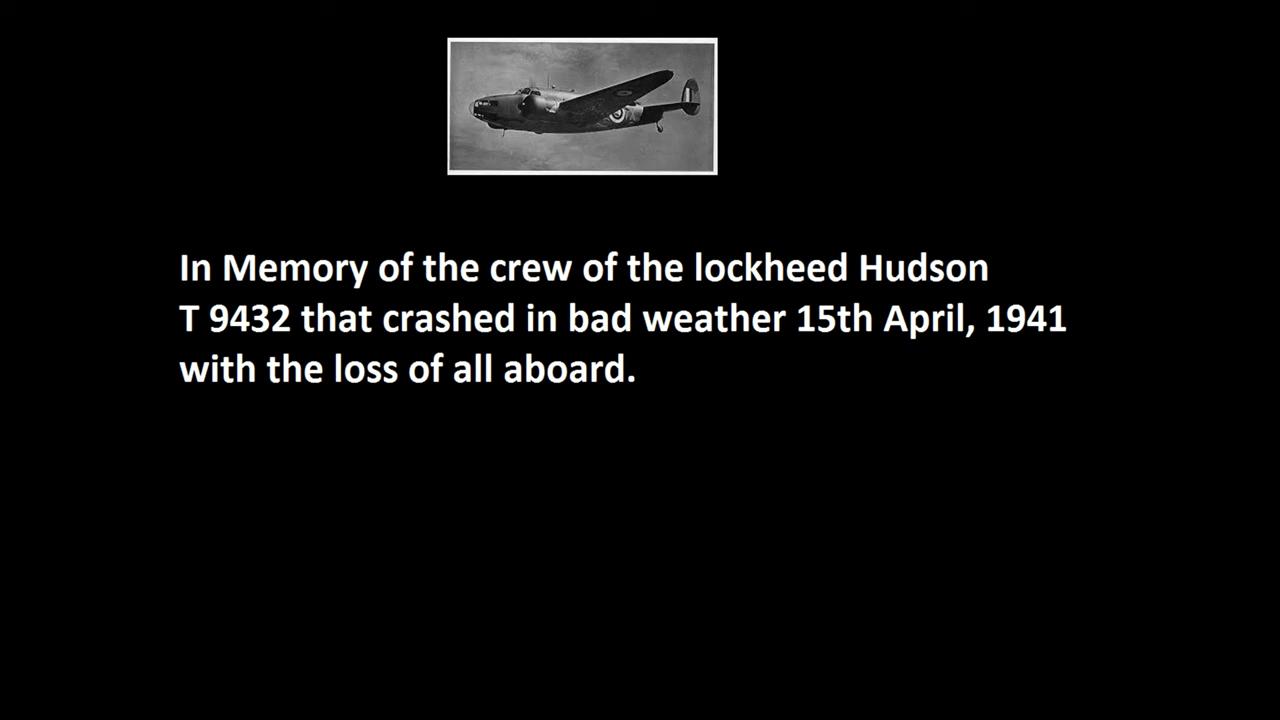 In Memory of the crew of the lockheed Hudson
T 9432 that crashed in bad weather 15th April, 1941
with the loss of all aboard.